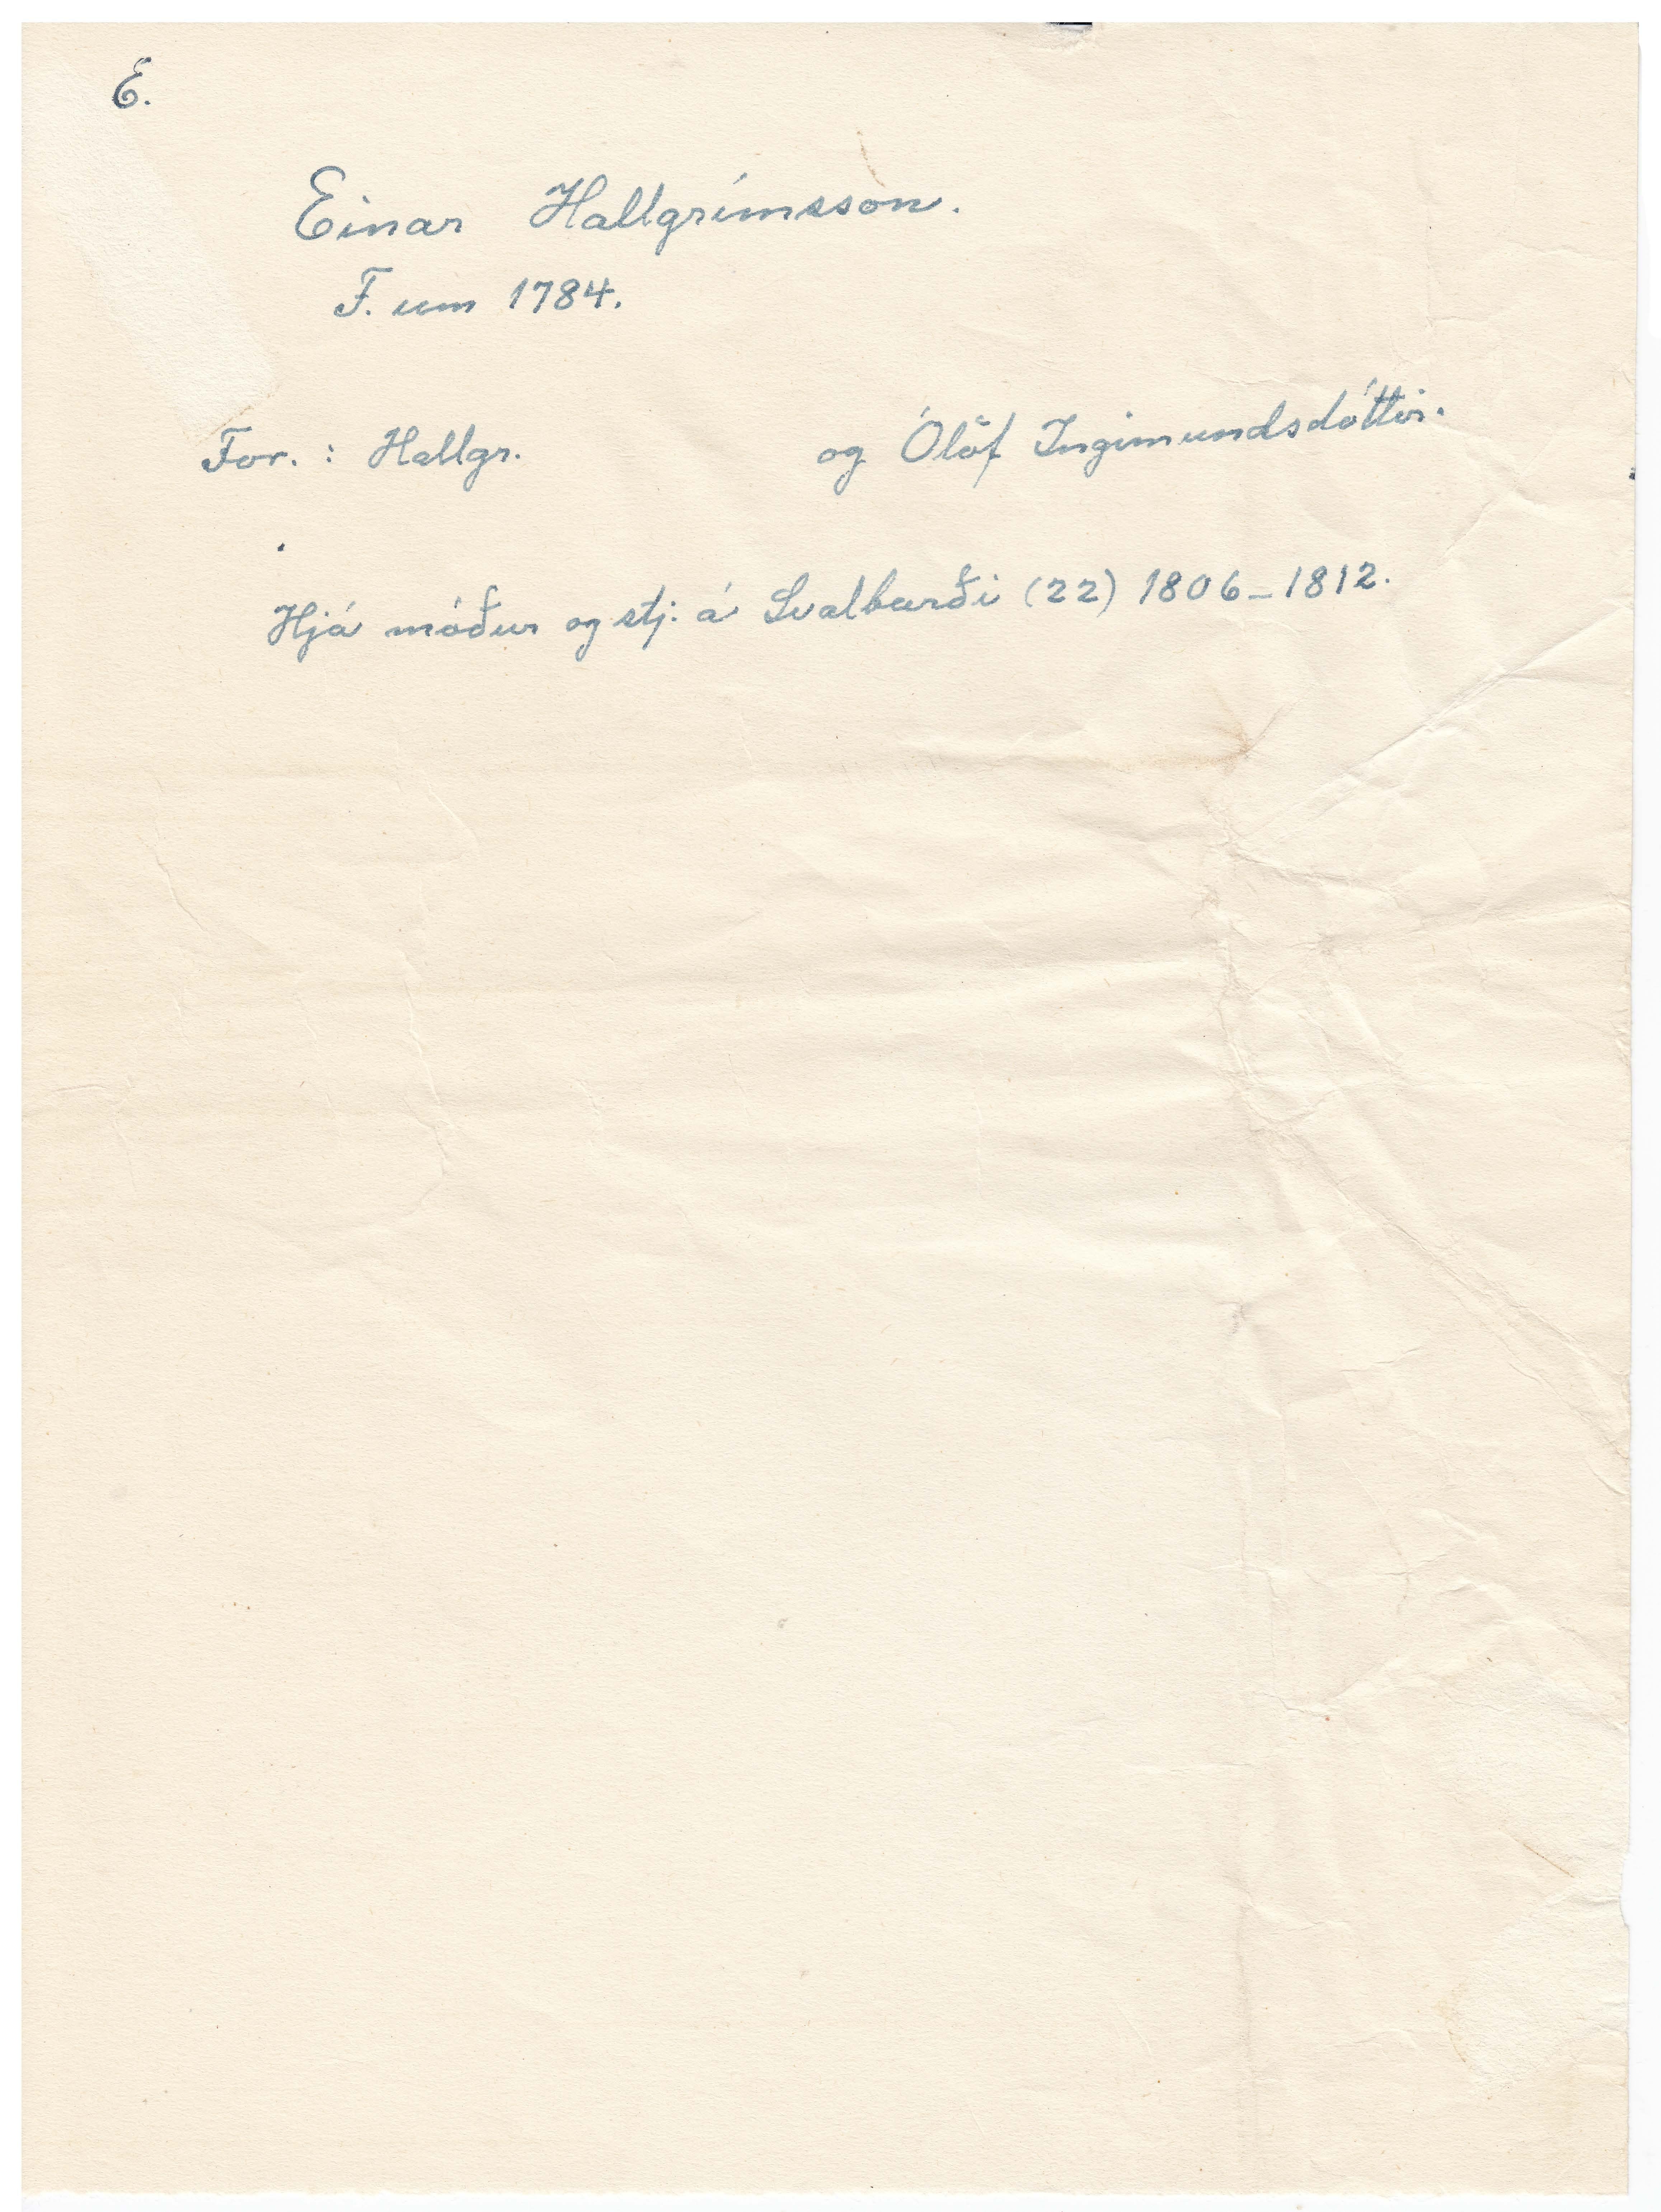 E.
Einar Hallgrímsson.
F. um 1784.
For. : Hallgr. og Ólöf Ingimundsdóttir.
Hjá móður og stj. á Svalbarði (22) 1806-1812.